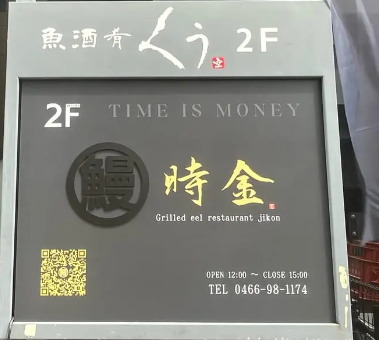 魚酒肴 くう 2F
2F TIME IS MONEY
鰻 時金
Grilled eel restaurant jikon
OPEN 12:00 ～ CLOSE 15:00
TEL 0466-98-1174